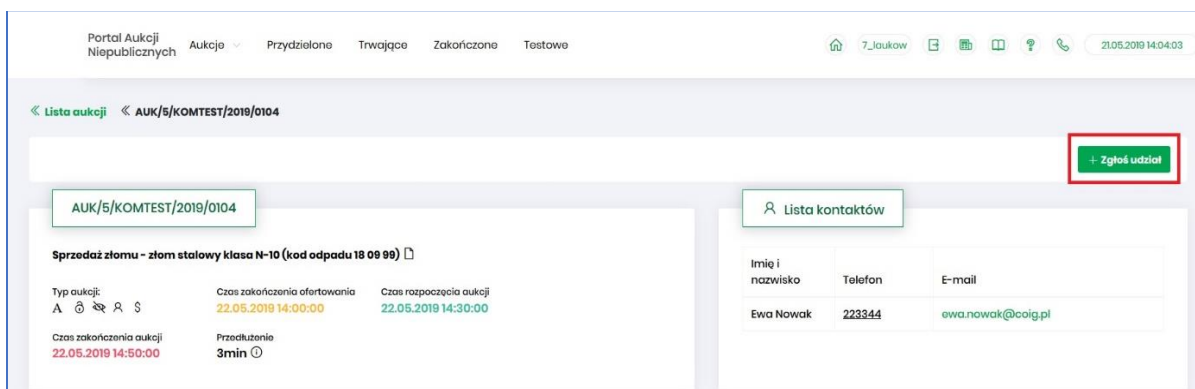 Portal Aukcji
Niepublicznych
Aukcje Przydzielone Trwające Zakończone Testowe
7_laukow 21.05.2019 14:04:03
Lista aukcji AUK/5/KOMTEST/2019/0104
+ Zgłoś udział
AUK/5/KOMTEST/2019/0104
Sprzedaż złomu - złom stalowy klasa N-10 (kod odpadu 18 09 99)
Typ aukcji: Czas zakończenia ofertowania Czas rozpoczęcia aukcji
A $ 22.05.2019 14:00:00 22.05.2019 14:30:00
Czas zakończenia aukcji Przedłużenie
22.05.2019 14:50:00 3min
Lista kontaktów
Imię i
nazwisko Telefon E-mail
Ewa Nowak 223344 ewa.nowak@coig.pl